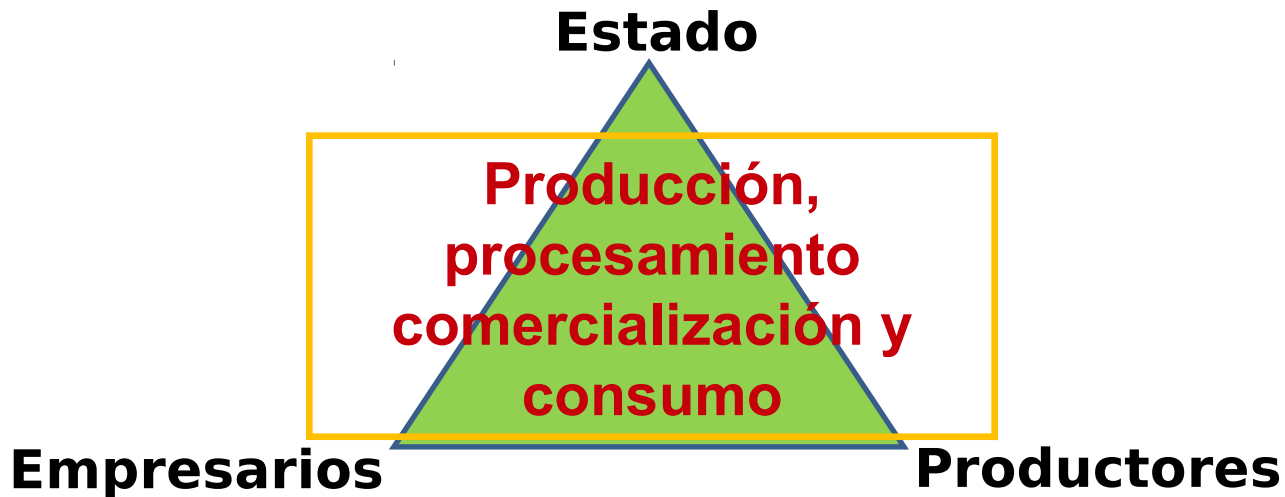 Estado
Producción,
procesamiento
comercialización y
consumo
Empresarios
Productores